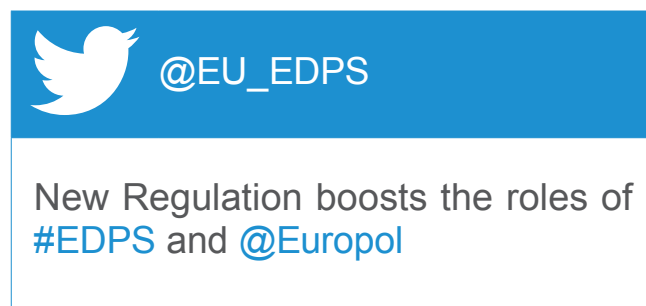 @EU_EDPS
New Regulation boosts the roles of
#EDPS and @Europol